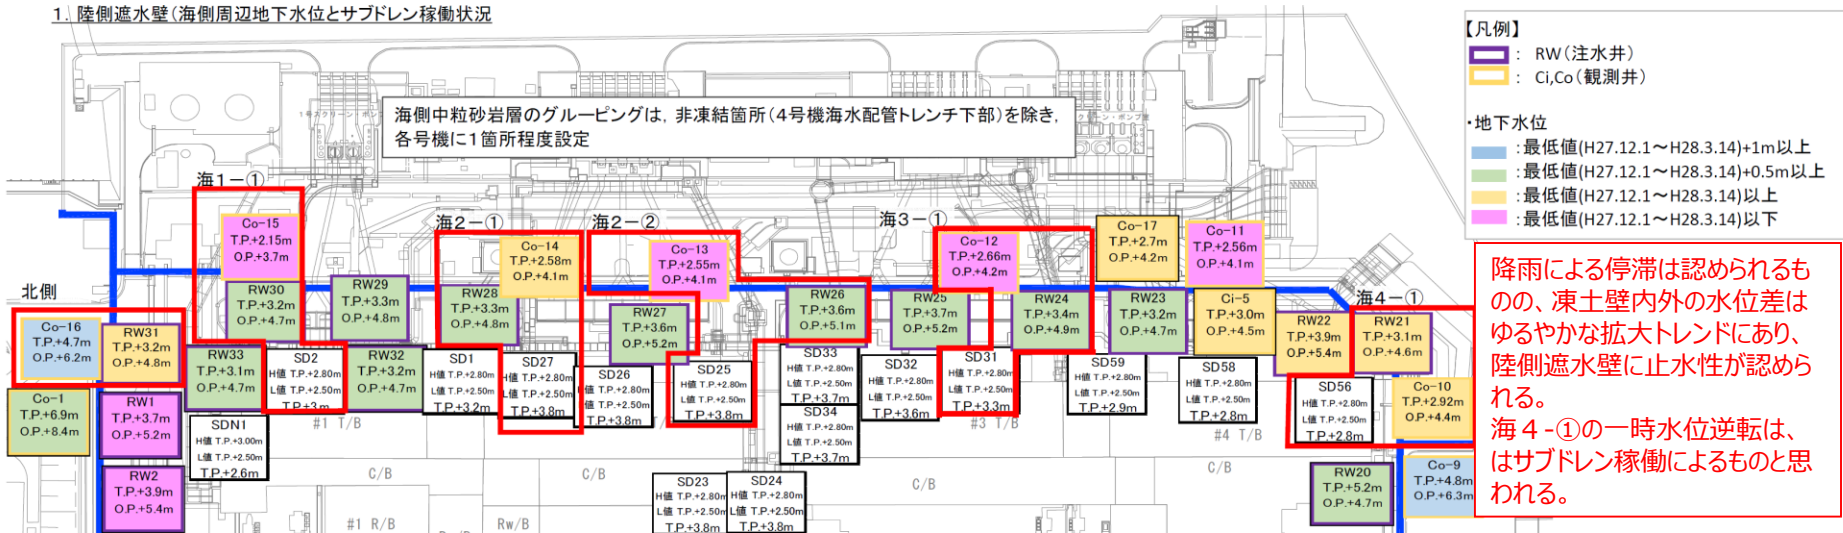 1. 陸側遮水壁(海側周辺地下水位とサブドレン稼働状況
海側中粒砂岩層のグルーピングは，非凍結箇所(4号機海水配管トレンチ下部)を除き，
各号機に1箇所程度設定
【凡例】
: RW(注水井)
: Ci,Co(観測井)
・地下水位
:最低値(H27.12.1～H28.3.14)+1m以上
:最低値(H27.12.1～H28.3.14)+0.5m以上
:最低値(H27.12.1～H28.3.14)以上
:最低値(H27.12.1～H28.3.14)以下
降雨による停滞は認められるも
のの、凍土壁内外の水位差は
ゆるやかな拡大トレンドにあり、
陸側遮水壁に止水性が認めら
れる。
海４-①の一時水位逆転は、
はサブドレン稼働によるものと思
われる。
北側
海1-①
海2-①
海2-②
海3-①
海4-①
Co-15
T.P.+2.15m
O.P.+3.7m
Co-14
T.P.+2.58m
O.P.+4.1m
Co-13
T.P.+2.55m
O.P.+4.1m
Co-12
T.P.+2.66m
O.P.+4.2m
Co-17
T.P.+2.7m
O.P.+4.2m
Co-11
T.P.+2.56m
O.P.+4.1m
Co-16
T.P.+4.7m
O.P.+6.2m
RW31
T.P.+3.2m
O.P.+4.8m
RW30
T.P.+3.2m
O.P.+4.7m
RW29
T.P.+3.3m
O.P.+4.8m
RW28
T.P.+3.3m
O.P.+4.8m
RW27
T.P.+3.6m
O.P.+5.2m
RW26
T.P.+3.6m
O.P.+5.1m
RW25
T.P.+3.7m
O.P.+5.2m
RW24
T.P.+3.4m
O.P.+4.9m
RW23
T.P.+3.2m
O.P.+4.7m
Ci-5
T.P.+3.0m
O.P.+4.5m
RW22
T.P.+3.9m
O.P.+5.4m
RW21
T.P.+3.1m
O.P.+4.6m
Co-1
T.P.+6.9m
O.P.+8.4m
RW1
T.P.+3.7m
O.P.+5.2m
RW2
T.P.+3.9m
O.P.+5.4m
RW33
T.P.+3.1m
O.P.+4.7m
SDN1
H値 T.P.+3.00m
L値 T.P.+2.50m
T.P.+2.6m
SD2
H値 T.P.+2.80m
L値 T.P.+2.50m
RW32
T.P.+3.2m
O.P.+4.7m
SD1
H値 T.P.+2.80m
L値 T.P.+2.50m
T.P.+3.2m
SD27
H値 T.P.+2.80m
L値 T.P.+2.50m
T.P.+3.8m
SD26
H値 T.P.+2.80m
L値 T.P.+2.50m
T.P.+3.8m
SD25
H値 T.P.+2.80m
L値 T.P.+2.50m
T.P.+3.8m
SD33
H値 T.P.+2.80m
L値 T.P.+2.50m
T.P.+3.7m
SD34
H値 T.P.+2.80m
L値 T.P.+2.50m
T.P.+3.7m
SD32
H値 T.P.+2.80m
L値 T.P.+2.50m
T.P.+3.6m
SD31
H値 T.P.+2.80m
L値 T.P.+2.50m
T.P.+3.3m
SD59
H値 T.P.+2.80m
L値 T.P.+2.50m
T.P.+2.9m
SD58
H値 T.P.+2.80m
L値 T.P.+2.50m
T.P.+2.8m
SD56
H値 T.P.+2.80m
L値 T.P.+2.50m
T.P.+2.8m
Co-10
T.P.+2.92m
O.P.+4.4m
RW20
T.P.+5.2m
O.P.+4.7m
Co-9
T.P.+4.8m
O.P.+6.3m
SD23
H値 T.P.+2.80m
L値 T.P.+2.50m
T.P.+3.8m
SD24
H値 T.P.+2.80m
L値 T.P.+2.50m
T.P.+3.8m
#1 T/B
#3 T/B
#4 T/B
C/B
C/B
C/B
C/B
#1 R/B
Rw/B